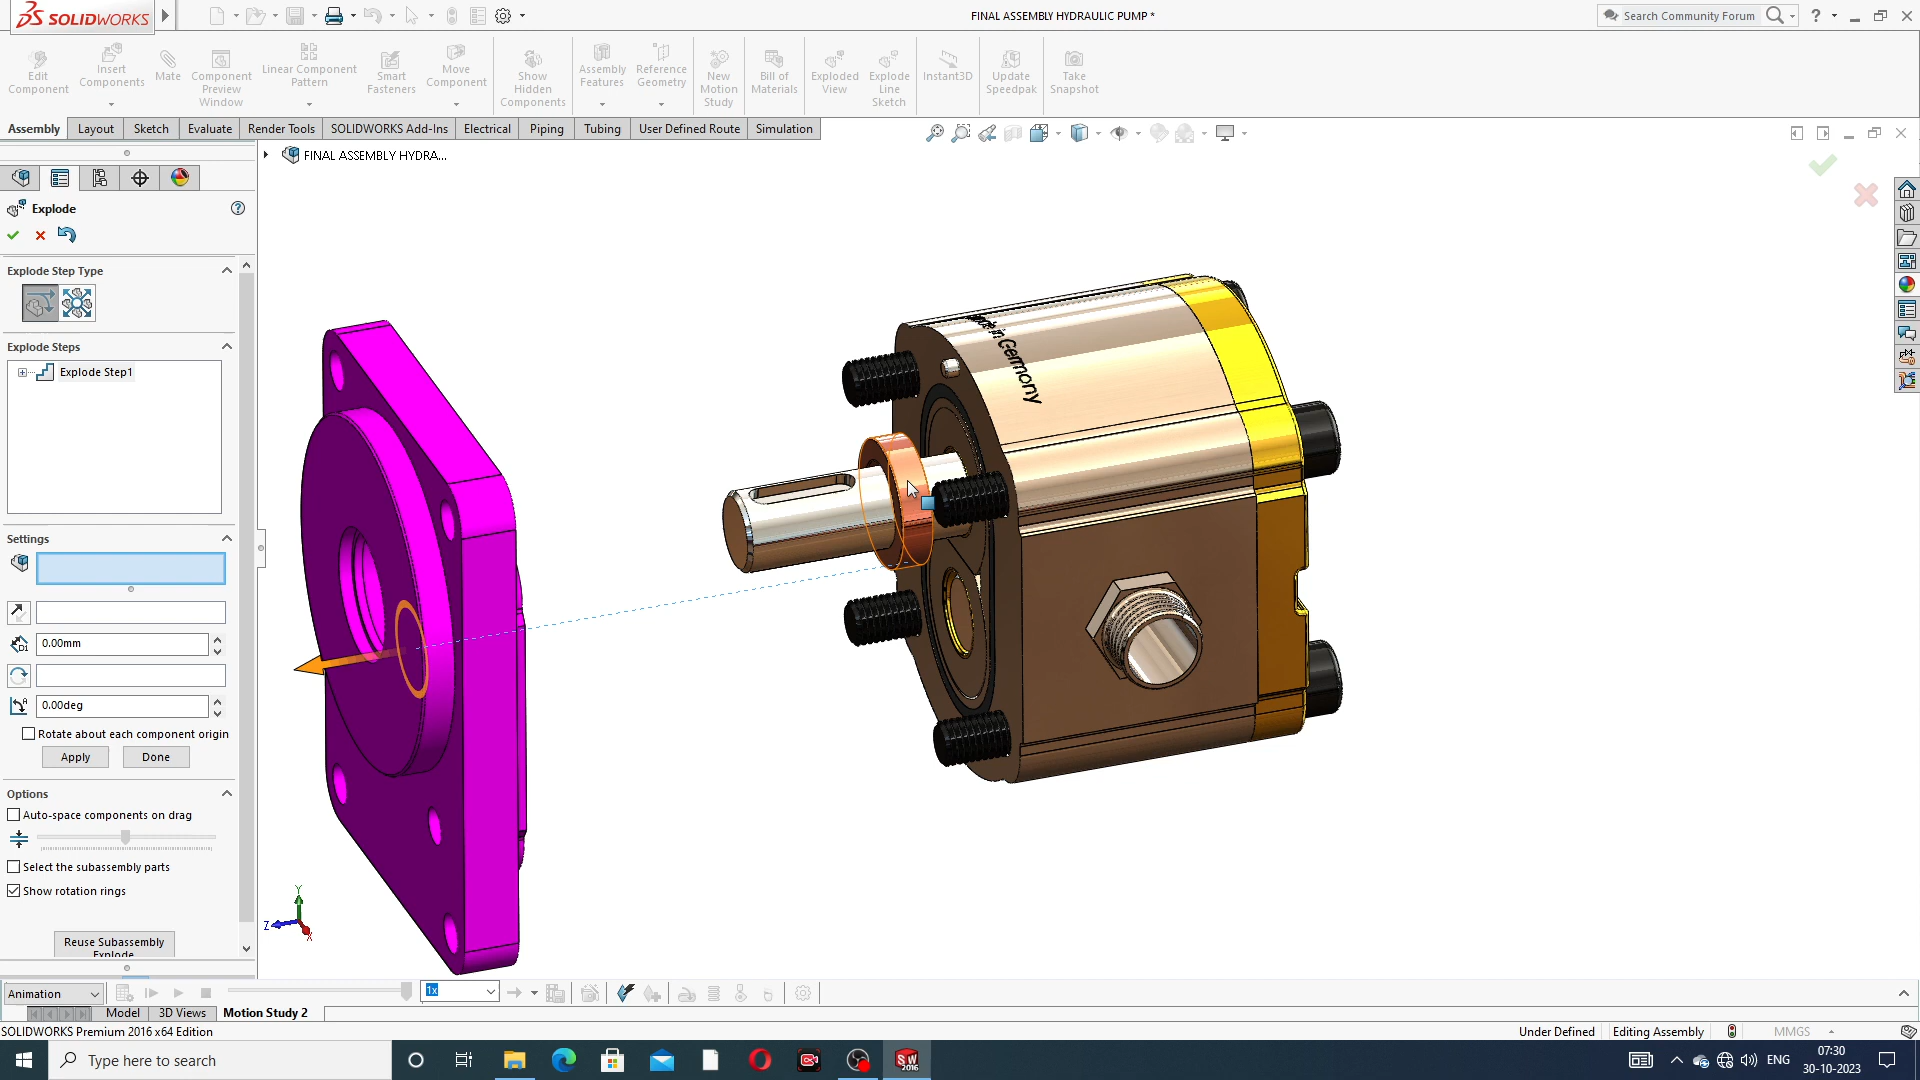 SOLIDWORKS
FINAL ASSEMBLY HYDRAULIC PUMP *
Search Community Forum
?
Edit Component
Insert Components
Mate
Component Preview Window
Linear Component Pattern
Smart Fasteners
Move Component
Show Hidden Components
Assembly Features
Reference Geometry
New Motion Study
Bill of Materials
Exploded View
Explode Line Sketch
Instant3D
Update Speedpak
Take Snapshot
Assembly Layout Sketch Evaluate Render Tools SOLIDWORKS Add-Ins Electrical Piping Tubing User Defined Route Simulation
FINAL ASSEMBLY HYDRA...
Explode
Explode Step Type
Explode Steps
Explode Step1
Settings
0.00mm
0.00deg
Rotate about each component origin
Apply Done
Options
Auto-space components on drag
Select the subassembly parts
Show rotation rings
Reuse Subassembly
Explode
Made in Germany
Y
Z
X
Animation
1x
Model 3D Views Motion Study 2
SOLIDWORKS Premium 2016 x64 Edition
Under Defined Editing Assembly MMGS
Type here to search
SW 2016
ENG
07:30
30-10-2023